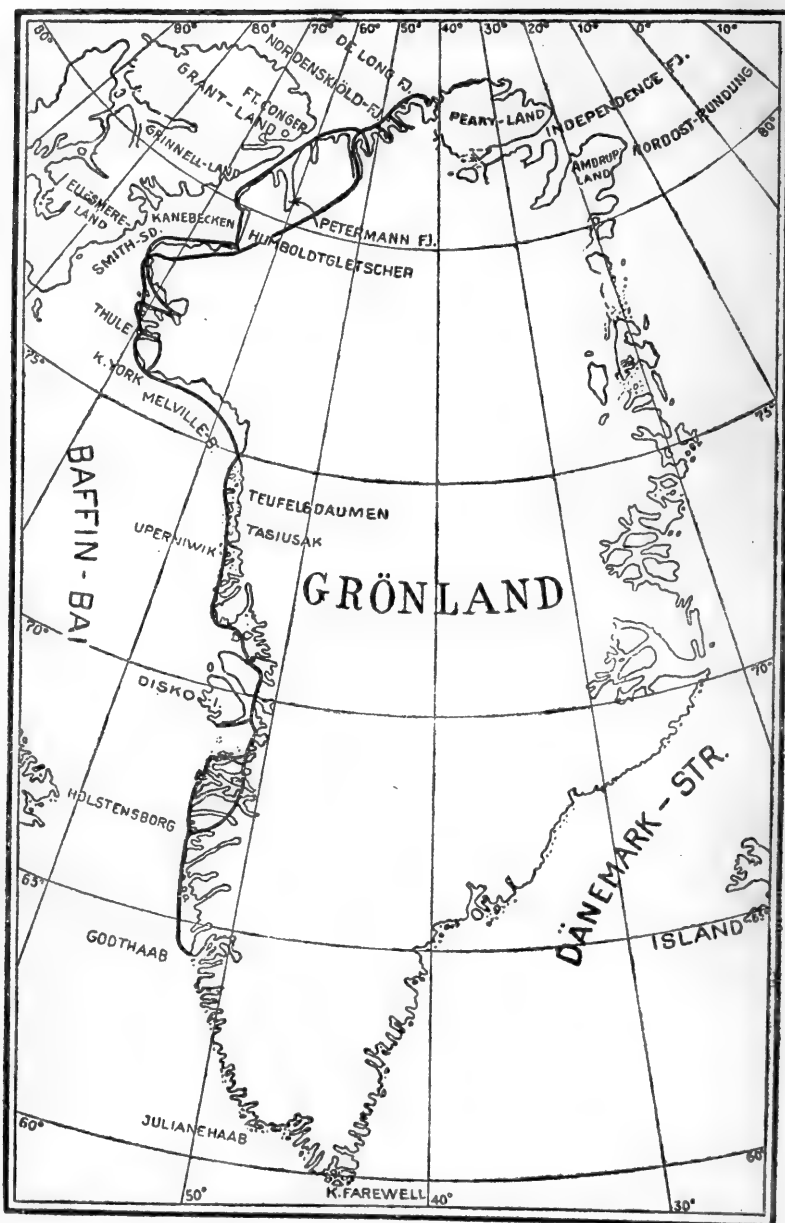 80°
90°
80°
70°
60°
50°
40°
30°
20°
10°
0°
10°
NORDENSKIÖLD-FJ.
DE LONG FJ.
GRANT-LAND
FT. CONGER
PEARY-LAND
INDEPENDENCE FJ.
NORDOST-RUNDUNG
80°
GRINNELL-LAND
AMDRUP LAND
ELLESMERE
LAND
KANEBECKEN
PETERMANN FJ.
SMITH-SD.
HUMBOLDTGLETSCHER
THULE
75°
K. YORK
MELVILLE-B
75°
BAFFIN-BAI
TEUFELSDAUMEN
UPERNIWIK
TASIUSAK
GRÖNLAND
70°
70°
DISKO
HOLSTENSBORG
DÄNEMARK-STR.
65°
65°
GODTHAAB
ISLAND
JULIANEHAAB
60°
60°
K. FAREWELL
50°
40°
30°